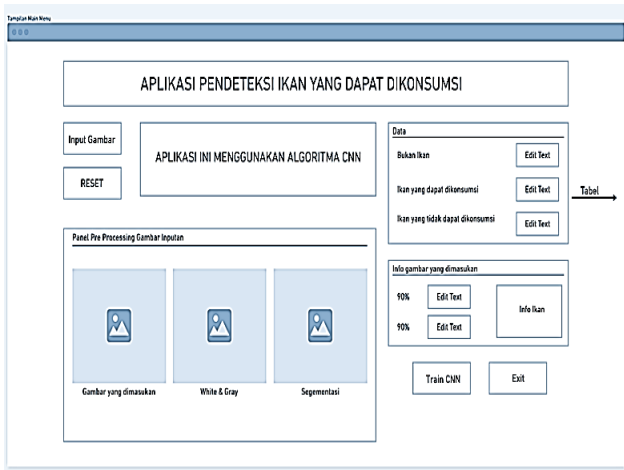 Tampilan Main Menu
APLIKASI PENDETEKSI IKAN YANG DAPAT DIKONSUMSI
Input Gambar
RESET
APLIKASI INI MENGGUNAKAN ALGORITMA CNN
Data
Bukan Ikan
Edit Text
Ikan yang dapat dikonsumsi
Edit Text
Ikan yang tidak dapat dikonsumsi
Edit Text
Tabel
Panel Pre Processing Gambar Inputan
Gambar yang dimasukan
White & Gray
Segementasi
Info gambar yang dimasukan
90%
Edit Text
90%
Edit Text
Info Ikan
Train CNN
Exit